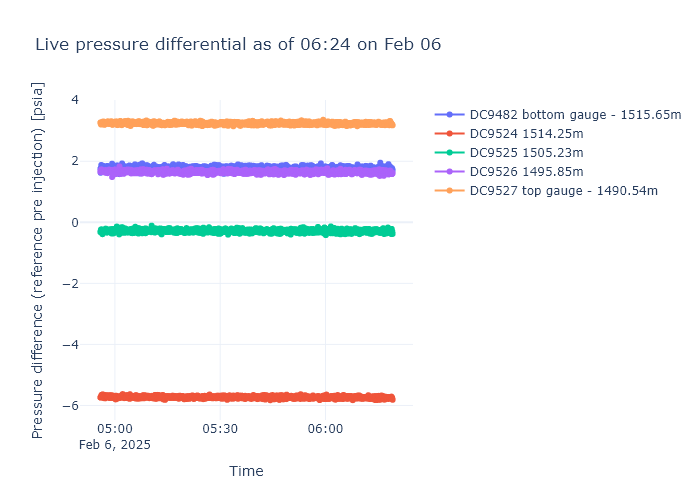 Live pressure differential as of 06:24 on Feb 06
Pressure difference (reference pre injection) [psia]
4
2
0
−2
−4
−6
05:00
Feb 6, 2025
05:30
06:00
Time
DC9482 bottom gauge - 1515.65m
DC9524 1514.25m
DC9525 1505.23m
DC9526 1495.85m
DC9527 top gauge - 1490.54m